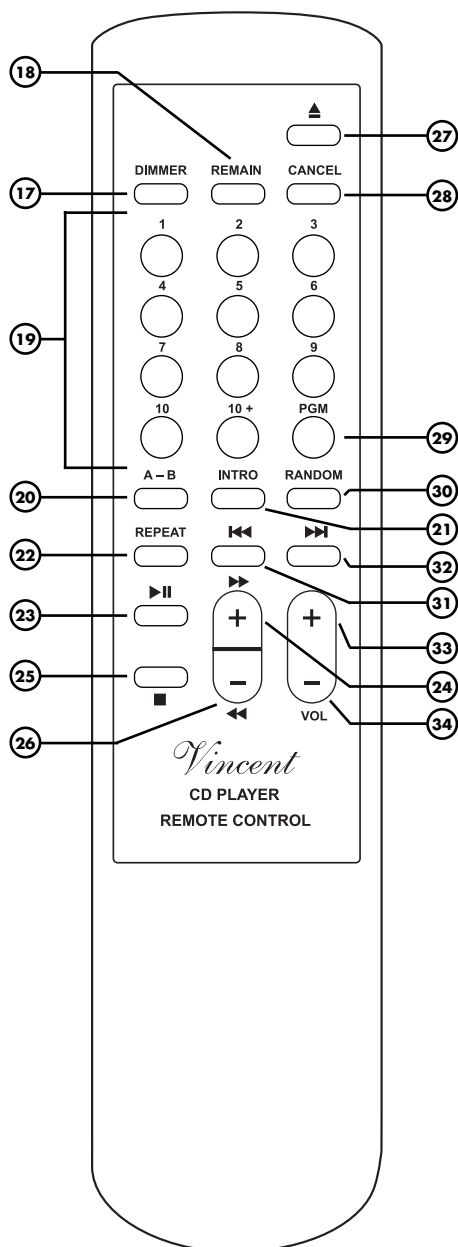 18
27
DIMMER REMAIN CANCEL
17
28
1 2 3
4 5 6
19
7 8 9
10 10 + PGM
29
A – B INTRO RANDOM
20
30
21
REPEAT
22
32
31
23
+ +
33
25
24
– –
26
VOL
34
Vincent
CD PLAYER
REMOTE CONTROL